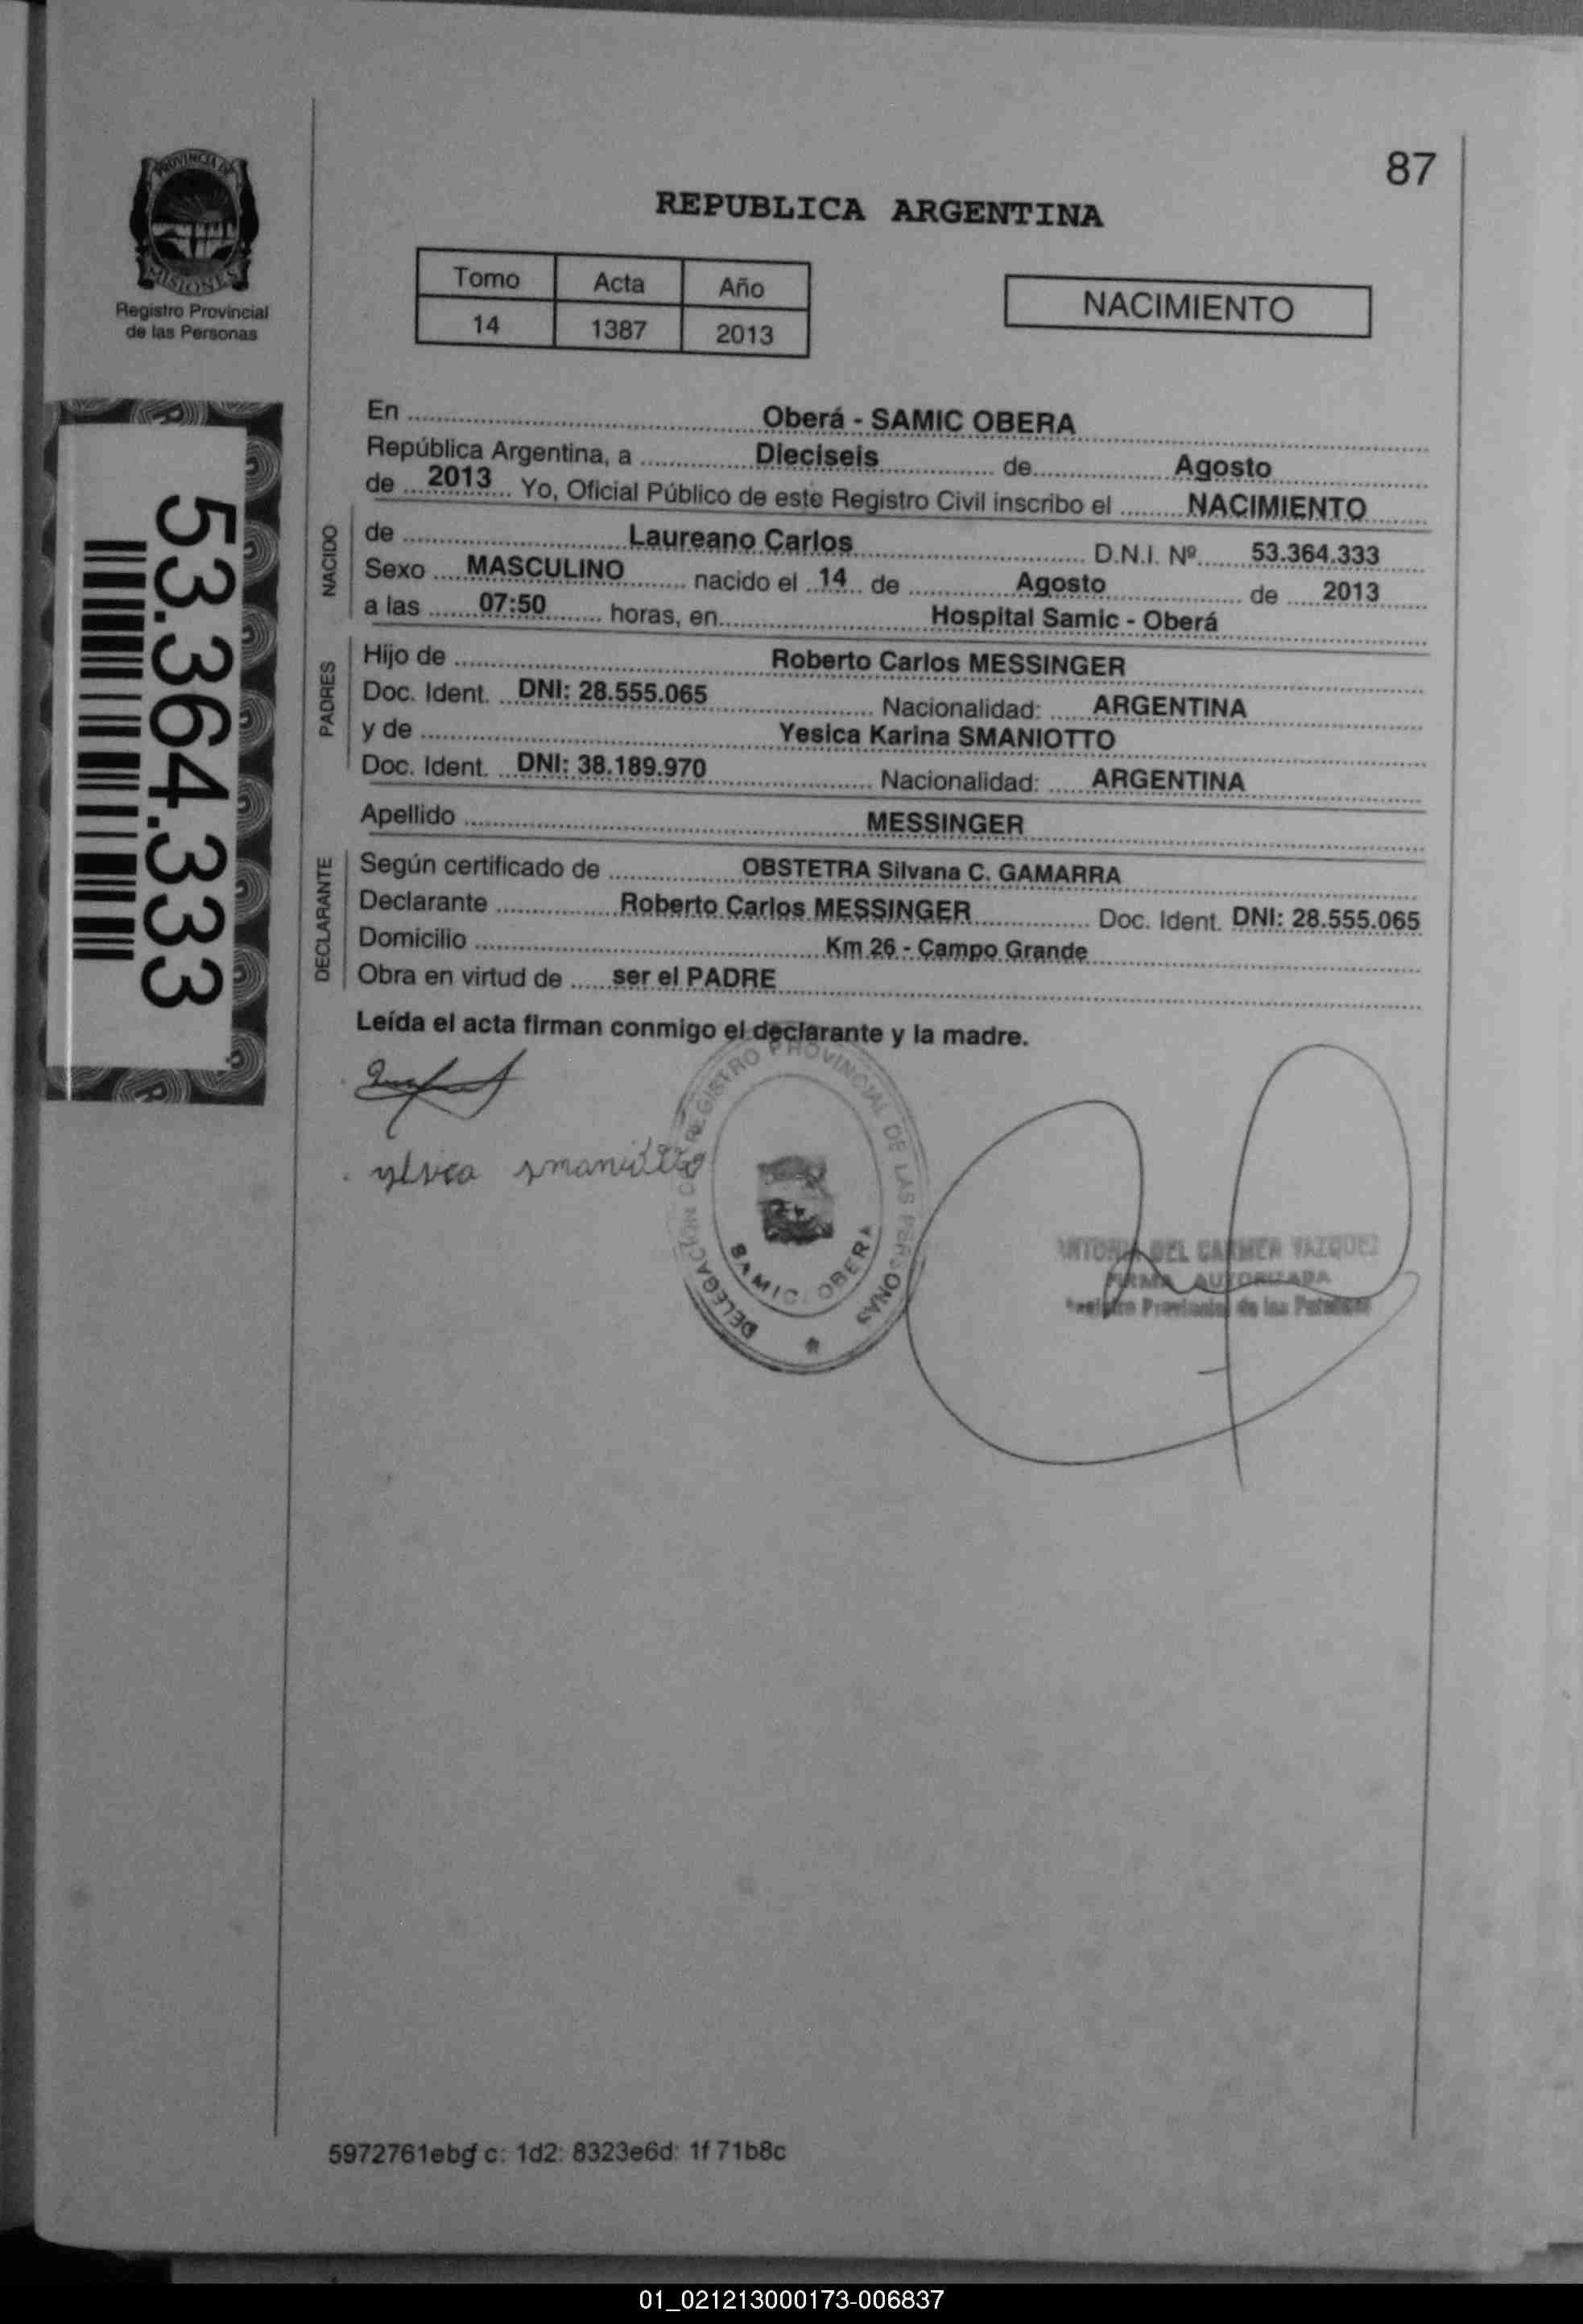 87
PROVINCIA DE
MISIONES
Registro Provincial
de las Personas
REPUBLICA ARGENTINA
Tomo Acta Año
14 1387 2013
NACIMIENTO
53.364.333
En Oberá - SAMIC OBERA
República Argentina, a Dieciseis de Agosto
de 2013 Yo, Oficial Público de este Registro Civil inscribo el NACIMIENTO
NACIDO
de Laureano Carlos D.N.I. Nº 53.364.333
Sexo MASCULINO nacido el 14 de Agosto de 2013
a las 07:50 horas, en Hospital Samic - Oberá
PADRES
Hijo de Roberto Carlos MESSINGER
Doc. Ident. DNI: 28.555.065 Nacionalidad: ARGENTINA
y de Yesica Karina SMANIOTTO
Doc. Ident. DNI: 38.189.970 Nacionalidad: ARGENTINA
Apellido MESSINGER
DECLARANTE
Según certificado de OBSTETRA Silvana C. GAMARRA
Declarante Roberto Carlos MESSINGER Doc. Ident. DNI: 28.555.065
Domicilio Km 26 - Campo Grande
Obra en virtud de ser el PADRE
Leída el acta firman conmigo el declarante y la madre.
yesica smaniotto
DELEGACIÓN REGISTRO PROVINCIAL DE LAS PERSONAS
SAMIC. OBERA
DEL CARMEN VAZQUEZ
FIRMA AUTORIZADA
Registro Provincial de las Personas
5972761ebgf c: 1d2: 8323e6d: 1f 71b8c
01_021213000173-006837